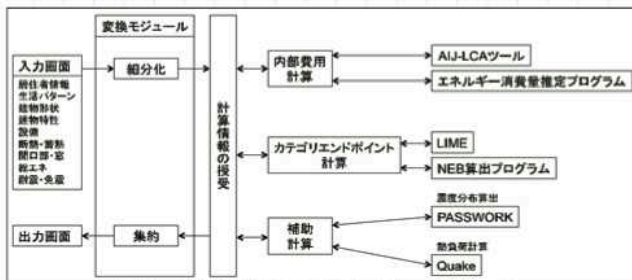 変換モジュール
入力画面
居住者情報
生活パターン
建物形状
建物特性
設備
断熱・蓄熱
開口部・窓
省エネ
耐震・免震
細分化
計算情報の授受
内部費用
計算
AIJ-LCAツール
エネルギー消費量推定プログラム
カテゴリエンドポイント
計算
LIME
NEB算出プログラム
出力画面
集約
補助
計算
震度分布算出
PASSWORK
熱負荷計算
Quake